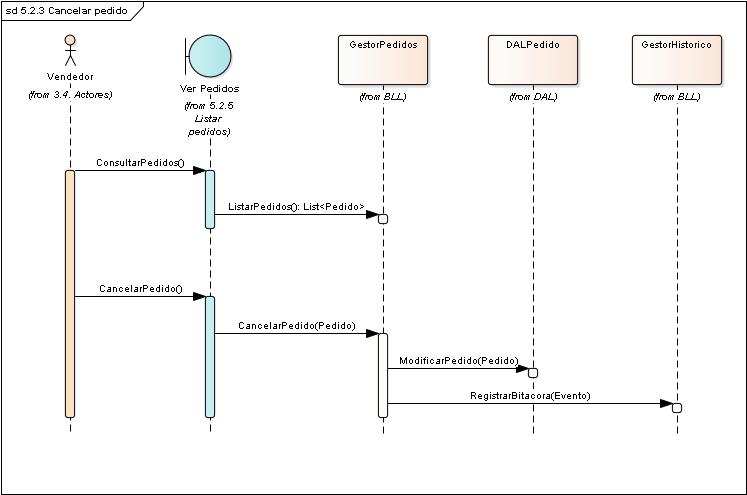 sd 5.2.3 Cancelar pedido
Vendedor
(from 3.4. Actores)
Ver Pedidos
(from 5.2.5
Listar
pedidos)
GestorPedidos
(from BLL)
DALPedido
(from DAL)
GestorHistorico
(from BLL)
ConsultarPedidos()
ListarPedidos(): List<Pedido>
CancelarPedido()
CancelarPedido(Pedido)
ModificarPedido(Pedido)
RegistrarBitacora(Evento)